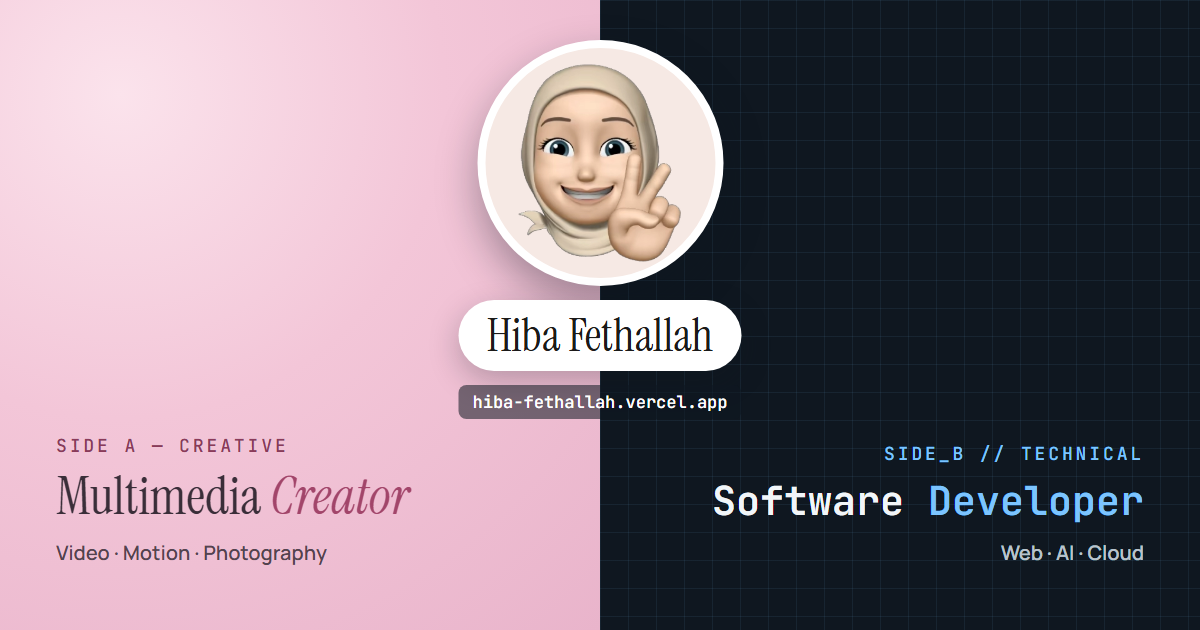 Hiba Fethallah
hiba-fethallah.vercel.app
SIDE A — CREATIVE
Multimedia Creator
Video · Motion · Photography
SIDE_B // TECHNICAL
Software Developer
Web · AI · Cloud